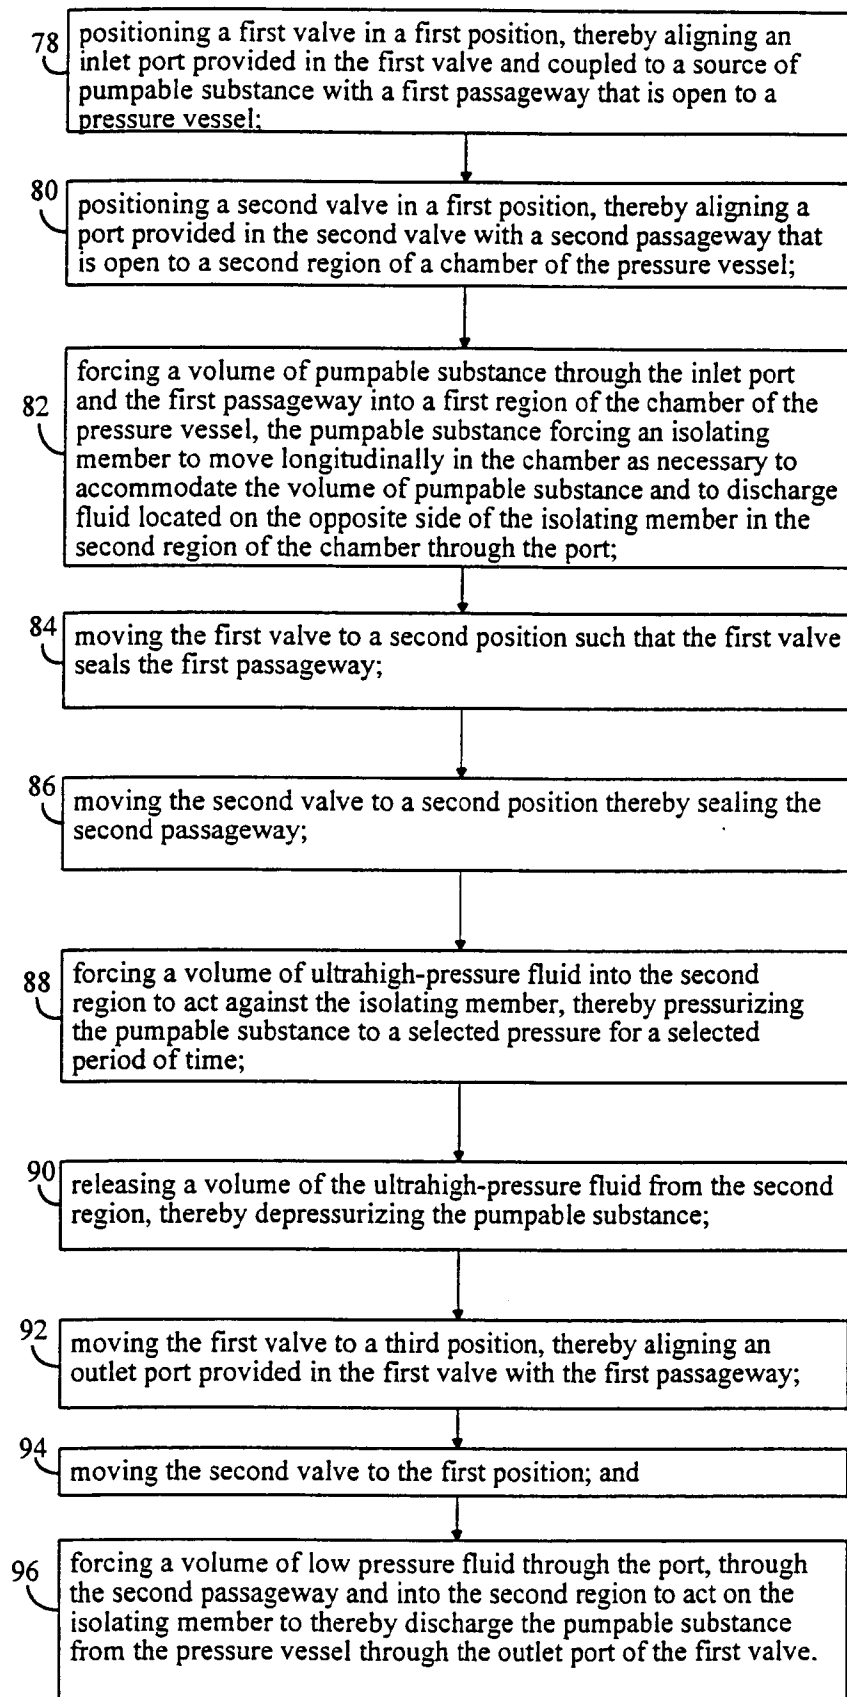 78
positioning a first valve in a first position, thereby aligning an
inlet port provided in the first valve and coupled to a source of
pumpable substance with a first passageway that is open to a
pressure vessel;
80
positioning a second valve in a first position, thereby aligning a
port provided in the second valve with a second passageway that
is open to a second region of a chamber of the pressure vessel;
82
forcing a volume of pumpable substance through the inlet port
and the first passageway into a first region of the chamber of the
pressure vessel, the pumpable substance forcing an isolating
member to move longitudinally in the chamber as necessary to
accommodate the volume of pumpable substance and to discharge
fluid located on the opposite side of the isolating member in the
second region of the chamber through the port;
84
moving the first valve to a second position such that the first valve
seals the first passageway;
86
moving the second valve to a second position thereby sealing the
second passageway;
88
forcing a volume of ultrahigh-pressure fluid into the second
region to act against the isolating member, thereby pressurizing
the pumpable substance to a selected pressure for a selected
period of time;
90
releasing a volume of the ultrahigh-pressure fluid from the second
region, thereby depressurizing the pumpable substance;
92
moving the first valve to a third position, thereby aligning an
outlet port provided in the first valve with the first passageway;
94
moving the second valve to the first position; and
96
forcing a volume of low pressure fluid through the port, through
the second passageway and into the second region to act on the
isolating member to thereby discharge the pumpable substance
from the pressure vessel through the outlet port of the first valve.